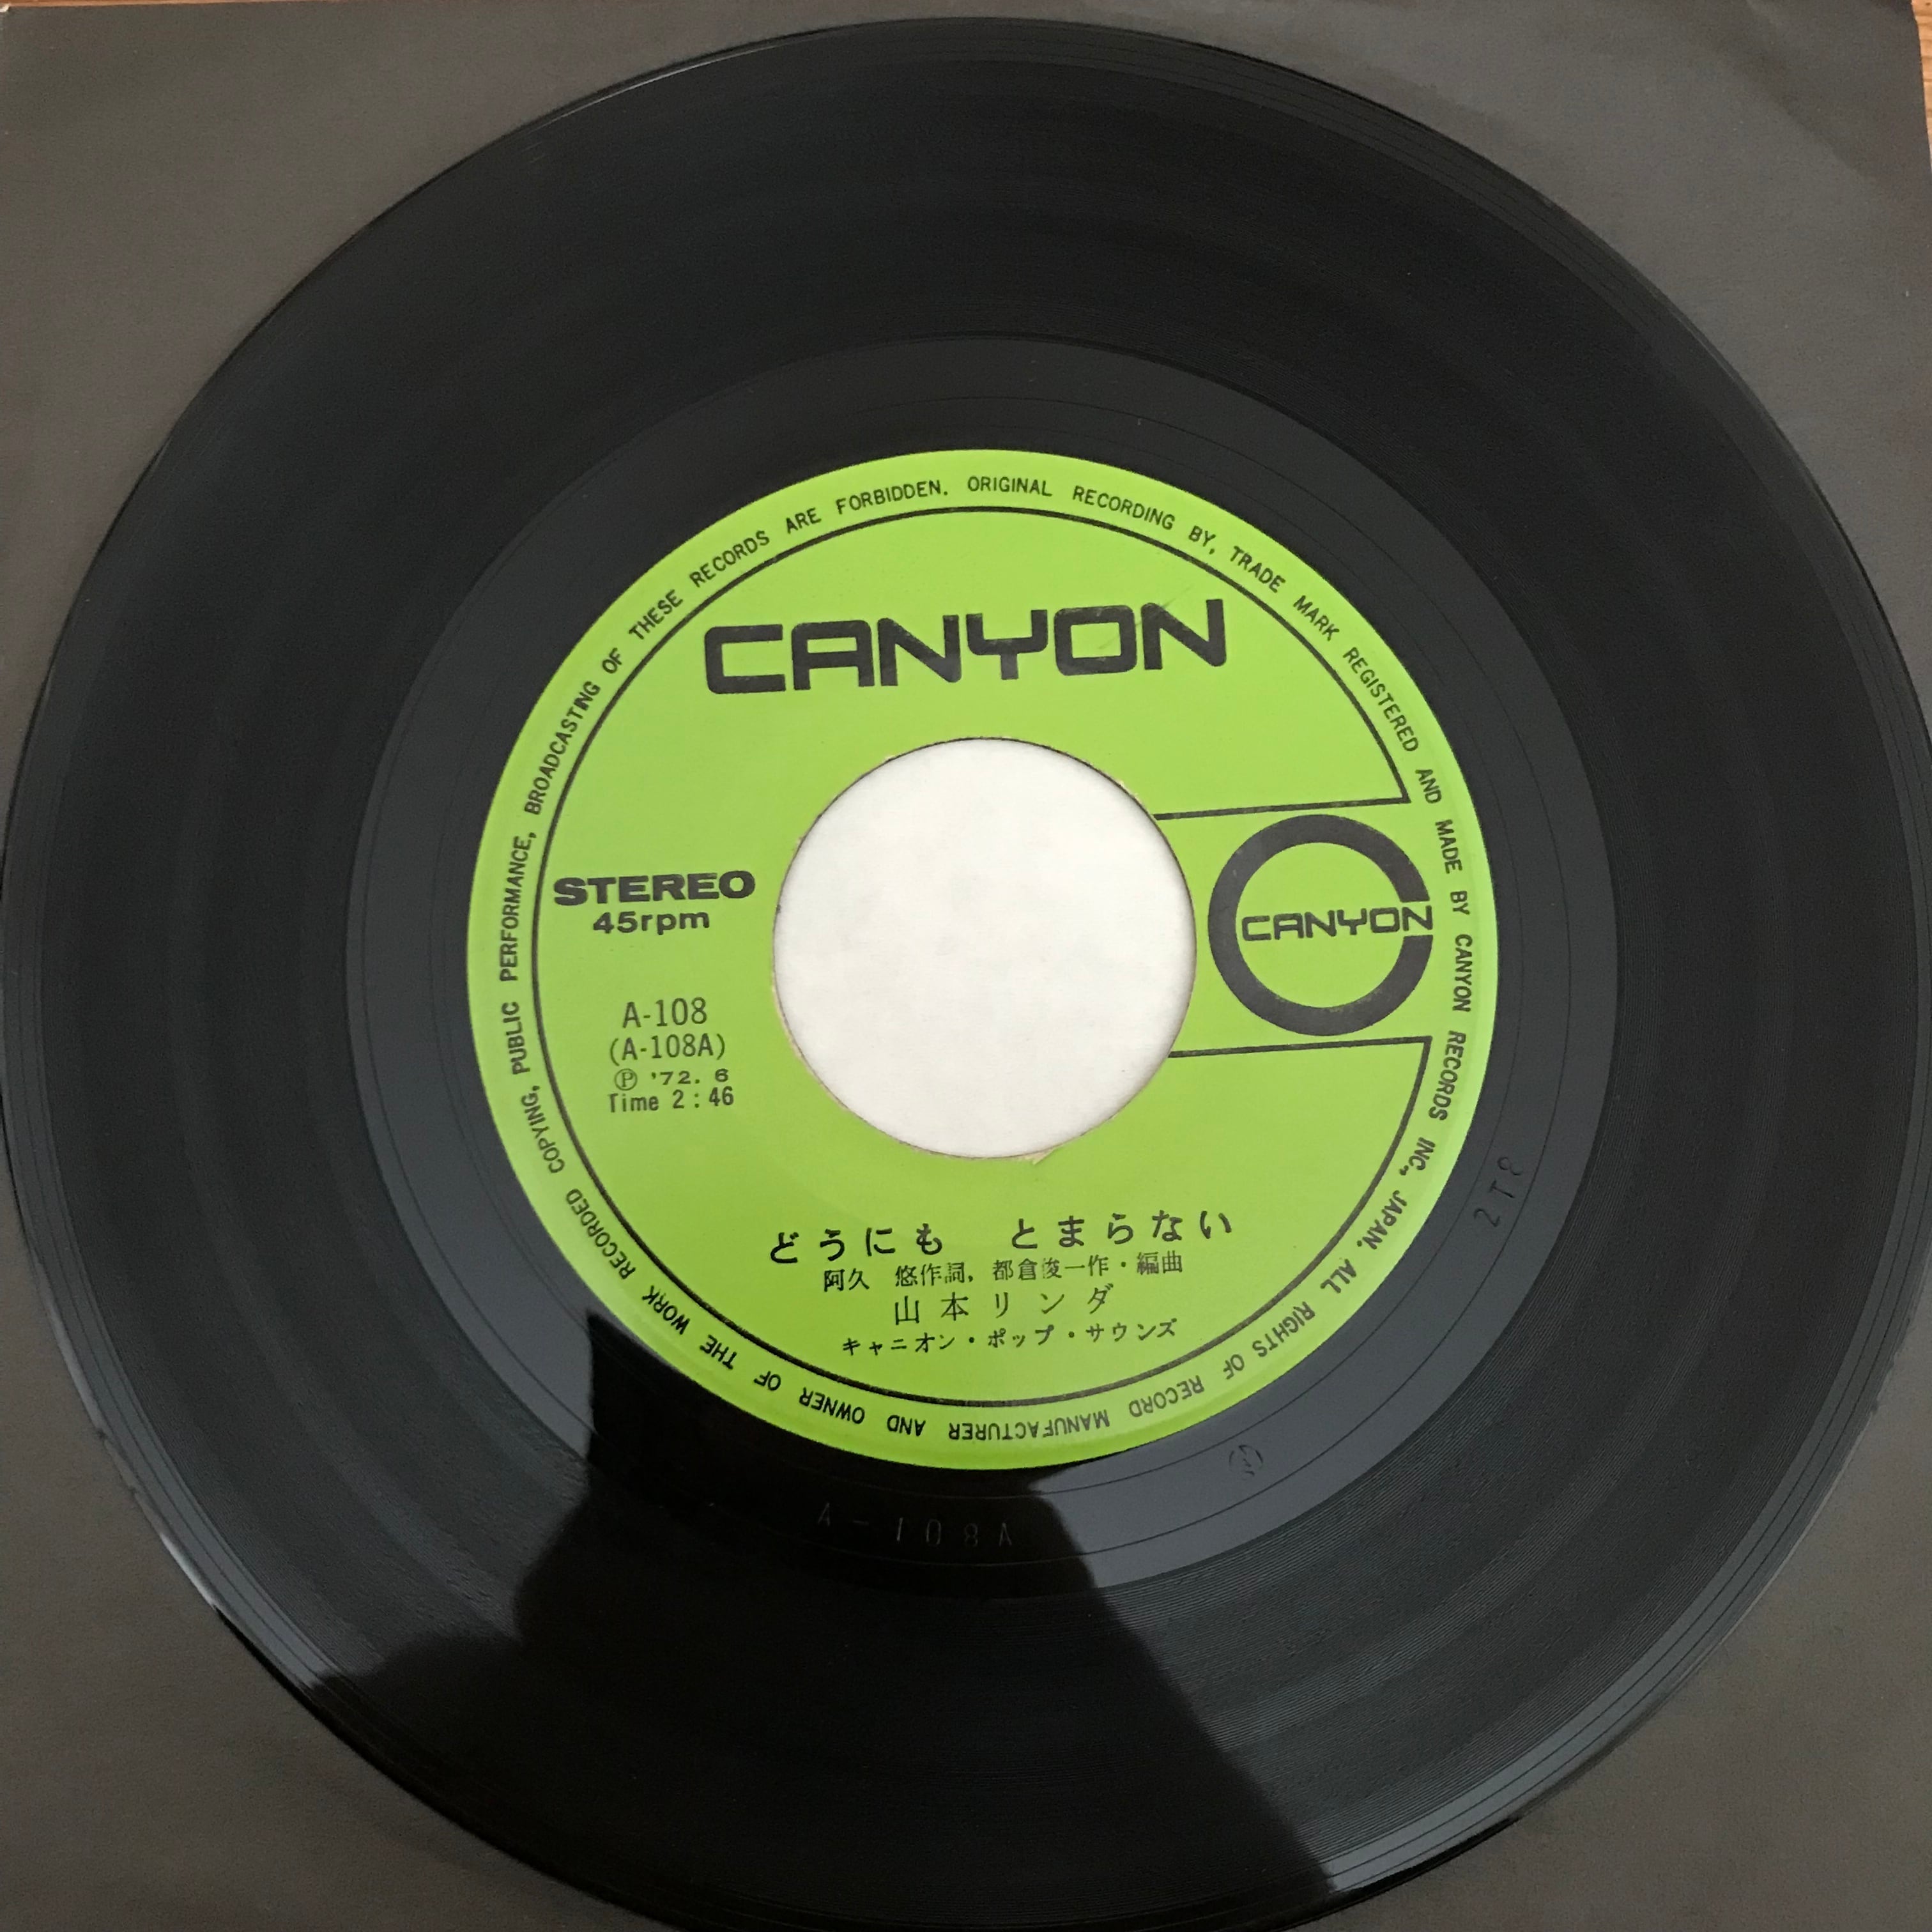 CANYON
STEREO
45rpm
CANYON
A-108
(A-108A)
Ⓟ '72. 6
Time 2 : 46
どうにも　とまらない
阿久　悠作詞，都倉俊一作・編曲
山本リンダ
キャニオン・ポップ・サウンズ
ORIGINAL RECORDING BY, TRADE MARK REGISTERED AND MADE BY CANYON RECORDS INC., JAPAN. ALL RIGHTS OF RECORD MANUFACTURER AND OWNER OF THE WORK RECORDED COPYING, PUBLIC PERFORMANCE, BROADCASTING OF THESE RECORDS ARE FORBIDDEN.
2T8
A-108A